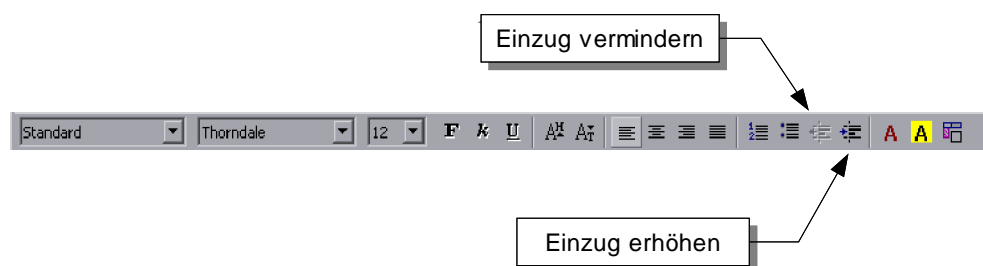 Einzug vermindern
Standard Thorndale 12 F k U A A A A
Einzug erhöhen